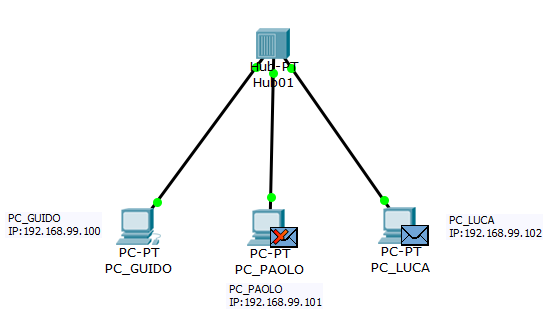 Hub-PT
Hub01
PC_GUIDO
IP:192.168.99.100
PC-PT
PC_GUIDO
PC-PT
PC_PAOLO
PC_PAOLO
IP:192.168.99.101
PC-PT
PC_LUCA
PC_LUCA
IP:192.168.99.102